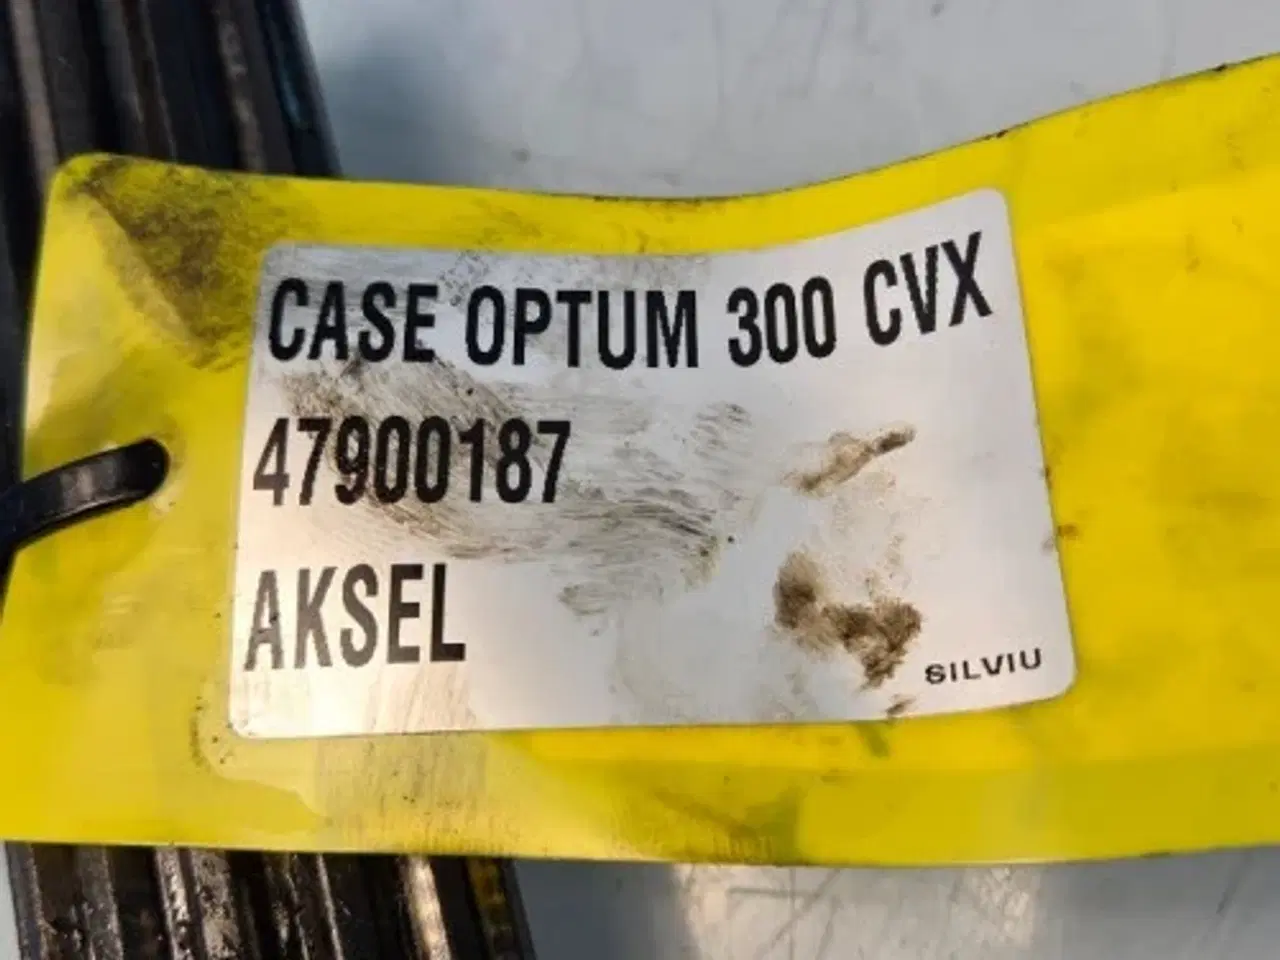 CASE OPTUM 300 CVX
47900187
AKSEL
SILVIU